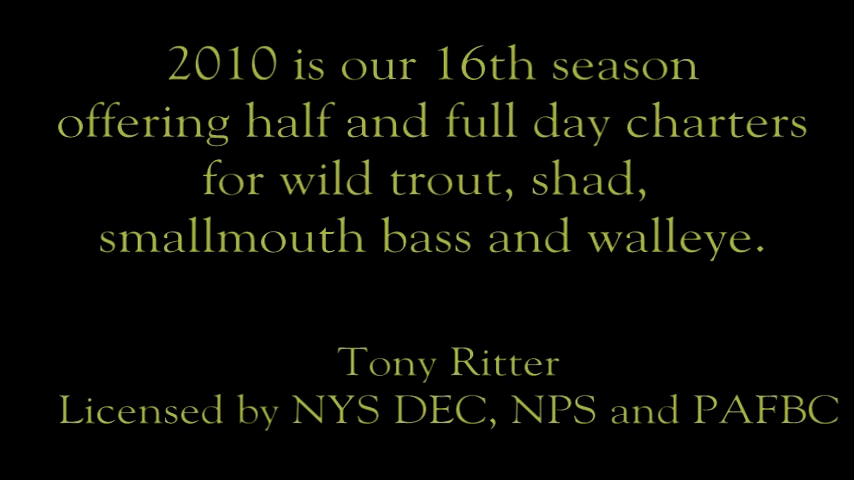 2010 is our 16th season
offering half and full day charters
for wild trout, shad,
smallmouth bass and walleye.
Tony Ritter
Licensed by NYS DEC, NPS and PAFBC